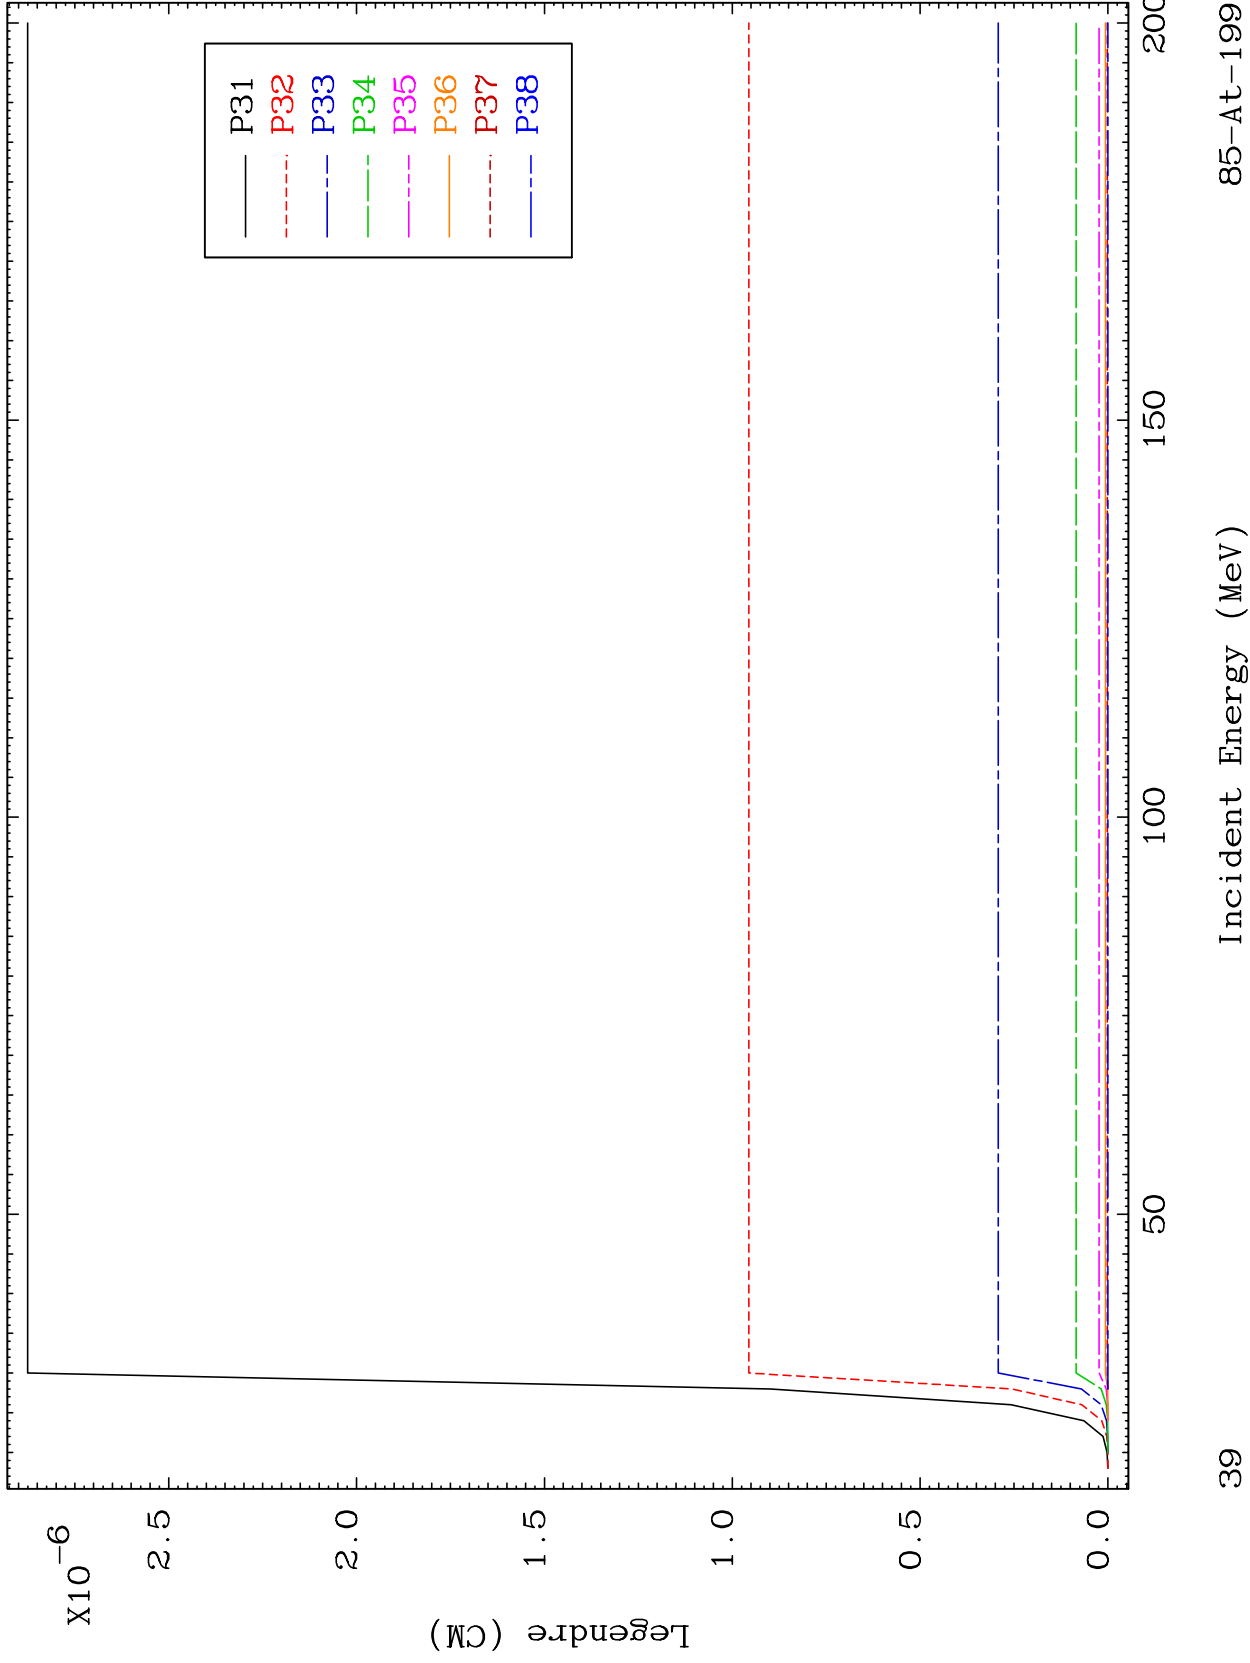 X10-6
2.5
2.0
1.5
1.0
0.5
0.0
Legendre (CM)
P31
P32
P33
P34
P35
P36
P37
P38
50
100
150
200
Incident Energy (MeV)
39
85-At-199